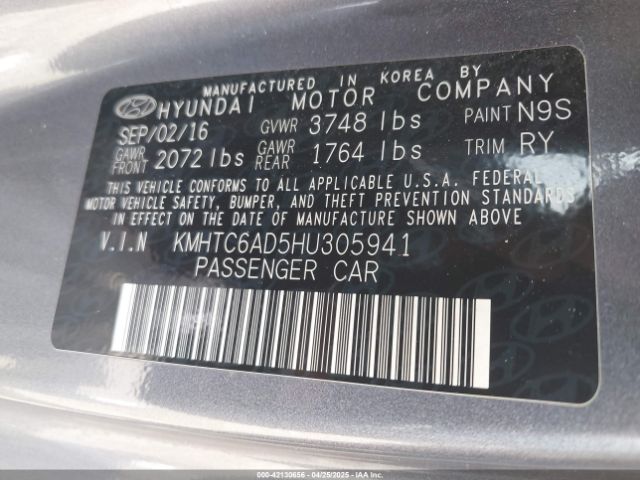 MANUFACTURED IN KOREA BY
HYUNDAI MOTOR COMPANY
SEP/02/16 GVWR 3748 lbs PAINT N9S
GAWR FRONT 2072 lbs GAWR REAR 1764 lbs TRIM RY
THIS VEHICLE CONFORMS TO ALL APPLICABLE U.S.A. FEDERAL
MOTOR VEHICLE SAFETY, BUMPER, AND THEFT PREVENTION STANDARDS
IN EFFECT ON THE DATE OF MANUFACTURE SHOWN ABOVE
V.I.N KMHTC6AD5HU305941
PASSENGER CAR
000-42130656 - 04/25/2025 - IAAI.COM